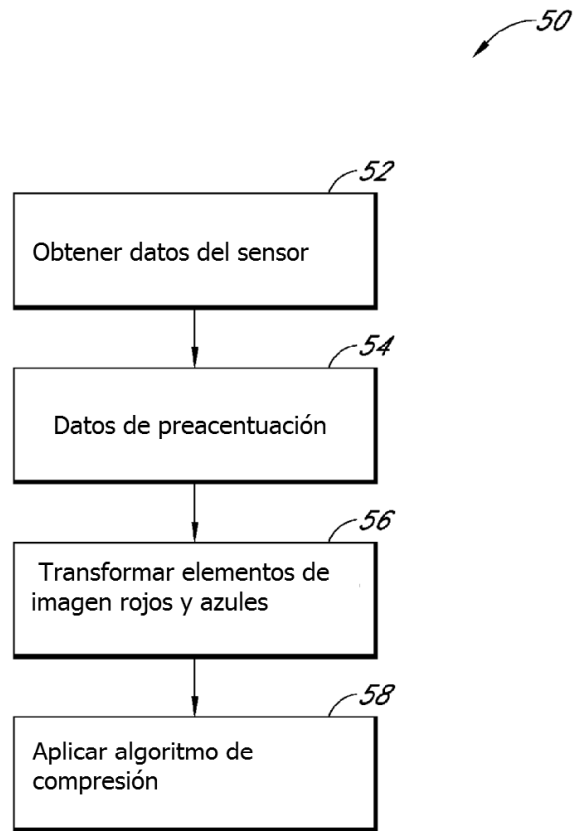 50
52
Obtener datos del sensor
54
Datos de preacentuación
56
Transformar elementos de
imagen rojos y azules
58
Aplicar algoritmo de
compresión